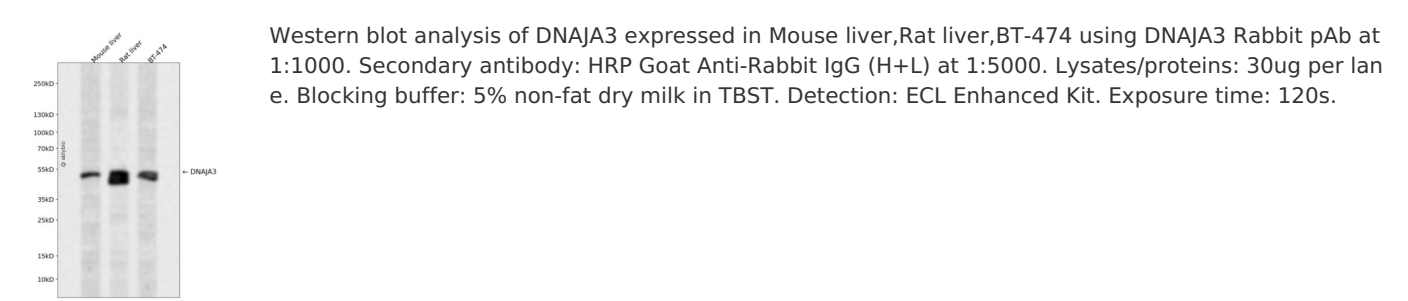 Mouse liver
Rat liver
BT-474
250kD
130kD
100kD
70kD
55kD
35kD
25kD
15kD
10kD
← DNAJA3
Western blot analysis of DNAJA3 expressed in Mouse liver,Rat liver,BT-474 using DNAJA3 Rabbit pAb at
1:1000. Secondary antibody: HRP Goat Anti-Rabbit IgG (H+L) at 1:5000. Lysates/proteins: 30ug per lan
e. Blocking buffer: 5% non-fat dry milk in TBST. Detection: ECL Enhanced Kit. Exposure time: 120s.